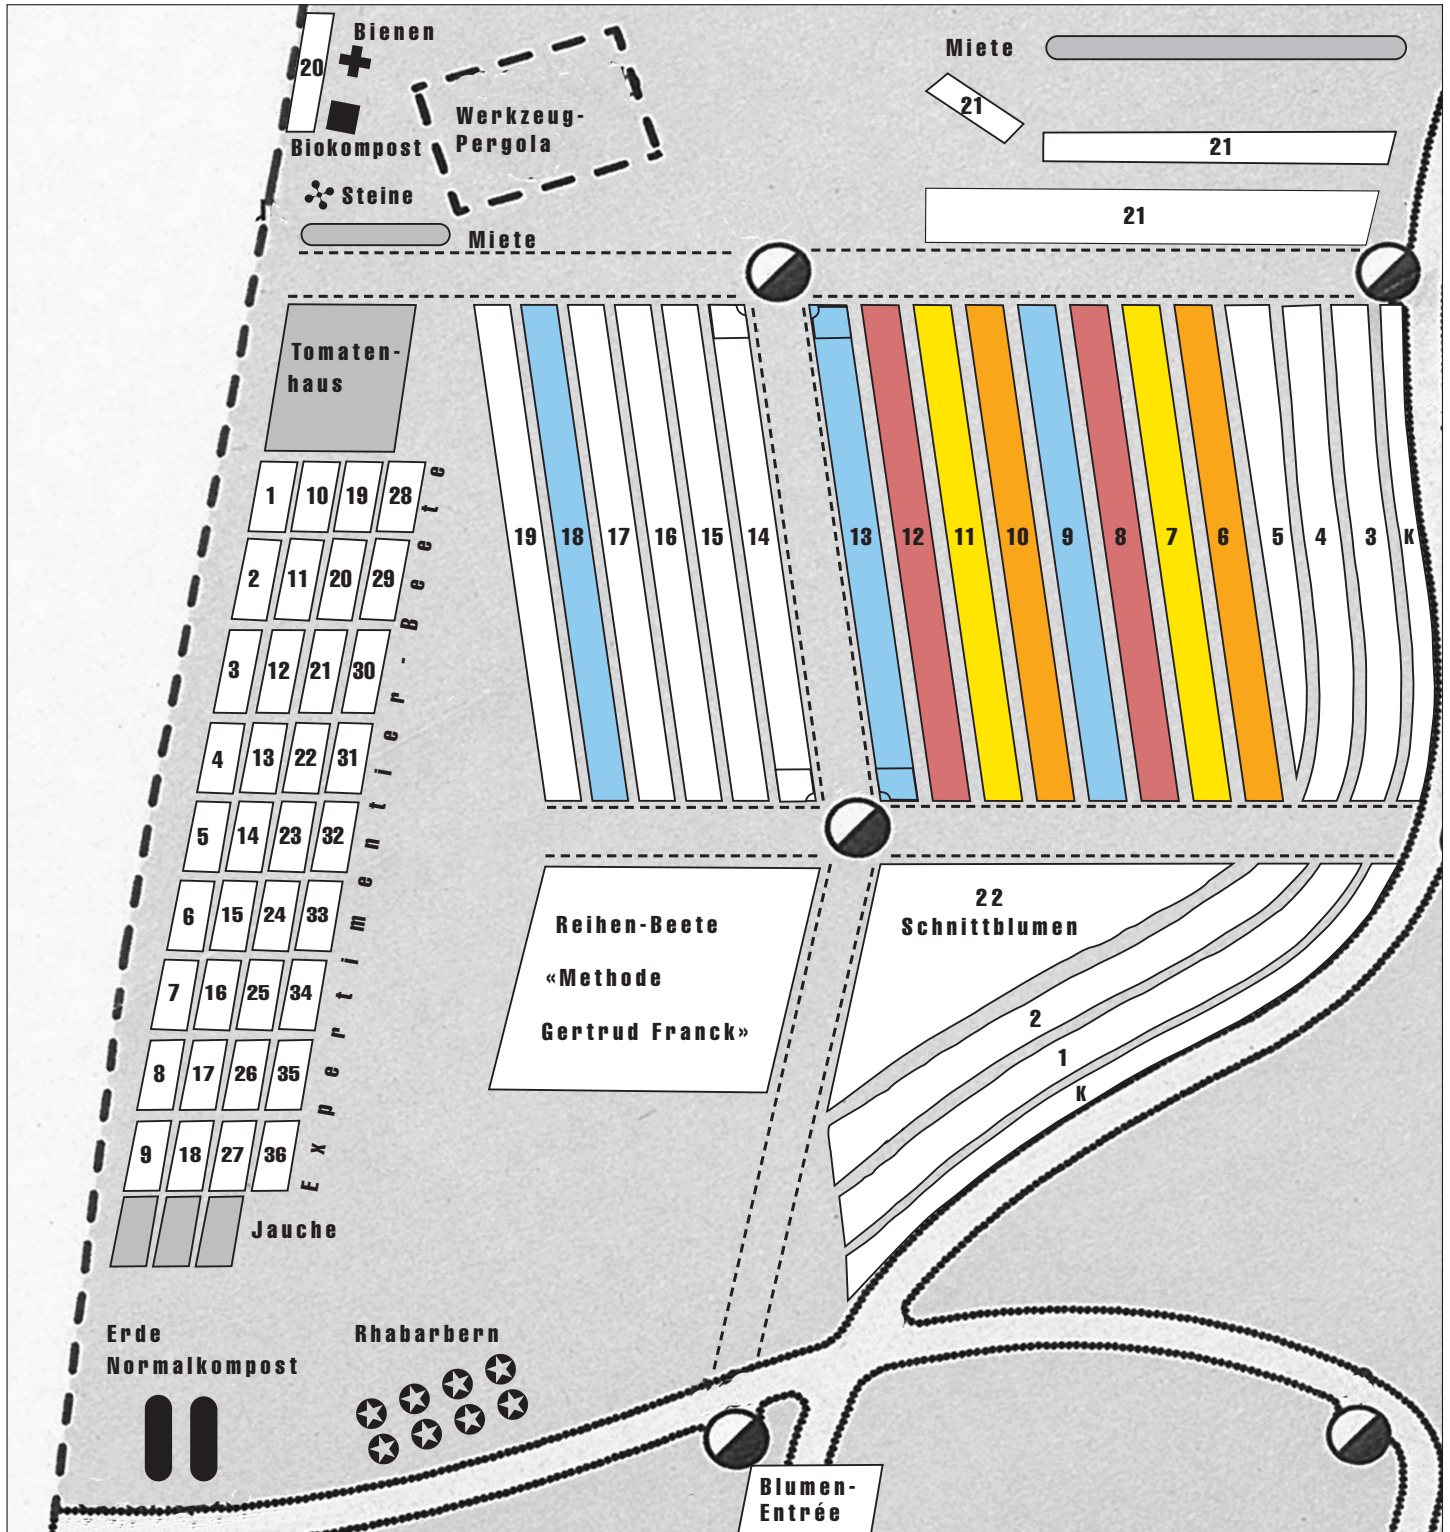 Bienen
20
Biokompost
Steine
Miete
Werkzeug-
Pergola
Miete
21
21
21
Tomaten-
haus
19 18 17 16 15 14 13 12 11 10 9 8 7 6 5 4 3 K
1 10 19 28
2 11 20 29
3 12 21 30
4 13 22 31
5 14 23 32
6 15 24 33
7 16 25 34
8 17 26 35
9 18 27 36
Expertimentier-Beete
Jauche
Reihen-Beete
«Methode
Gertrud Franck»
22
Schnittblumen
2
1
K
Erde
Normalkompost
Rhabarbern
Blumen-
Entrée